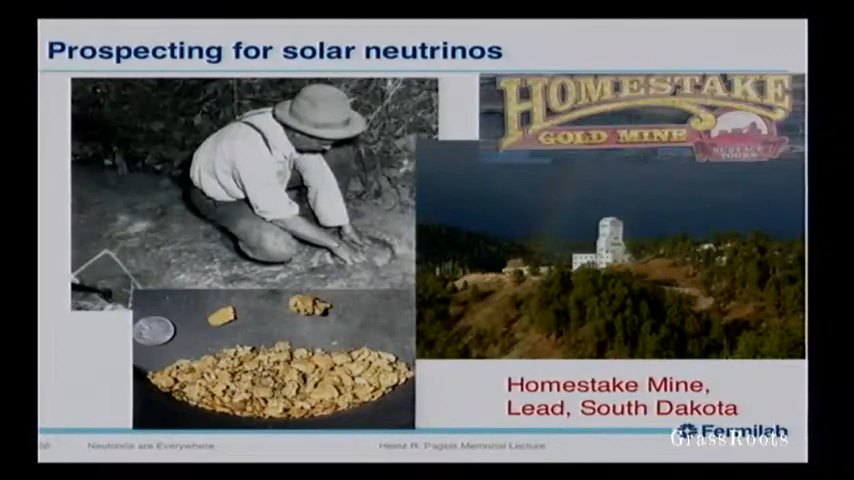 Prospecting for solar neutrinos
HOMESTAKE
GOLD MINE
SURFACE
TOURS
Homestake Mine,
Lead, South Dakota
Fermilab
GrassRoots
Neutrinos are Everywhere
Heinz R. Pagels Memorial Lecture